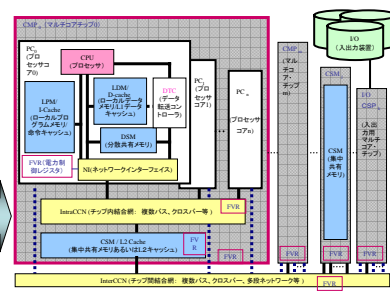 CMP₀ (マルチコアチップ0)
PC₀
(プロ
セッサ
コア0)
CPU
(プロセッサ)
LPM/
I-Cache
(ローカルプロ
グラムメモリ/
命令キャッシュ)
LDM/
D-cache
(ローカルデータ
メモリ/L1データ
キャッシュ)
DTC
(データ
転送コント
ローラ)
DSM
(分散共有メモリ)
FVR(電力制
御レジスタ)
NI(ネットワークインターフェイス)
PC₁
(プロ
セッサ
コア1)
PC n
(プロセッサ
コアn)
FVR
IntraCCN (チップ内結合網: 複数バス、クロスバー等 )
CSM / L2 Cache
(集中共有メモリあるいはL2キャッシュ)
FV
R
FVR
CMP m
(マル
チコ
ア・
チップ
m)
FVR
I/O
(入出力装置)
CSM
CSM
(集中
共有
メモリ)
FVR
I/O
CSP
(入出
力用
マルチ
コア・
チップ)
FVR
InterCCN (チップ間結合網: 複数バス、クロスバー、多段ネットワーク等 )
FVR